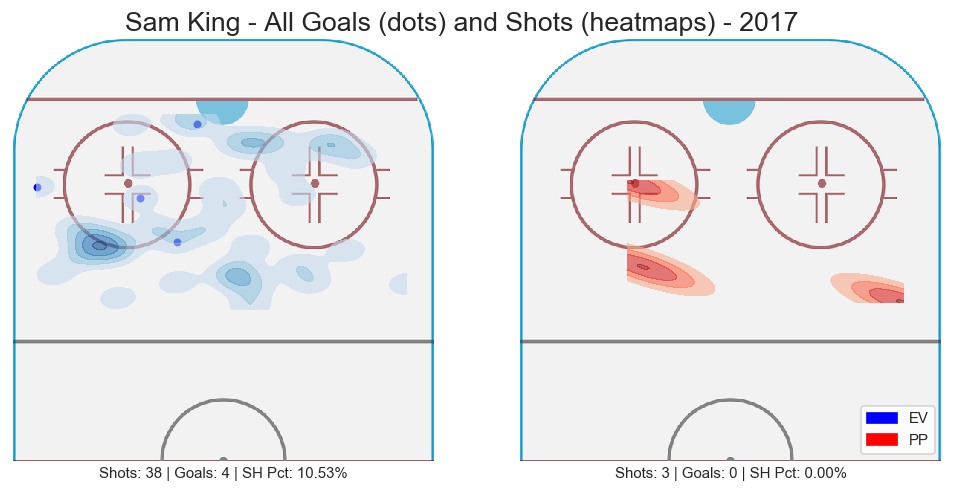 Sam King - All Goals (dots) and Shots (heatmaps) - 2017
EV
PP
Shots: 38 | Goals: 4 | SH Pct: 10.53%
Shots: 3 | Goals: 0 | SH Pct: 0.00%